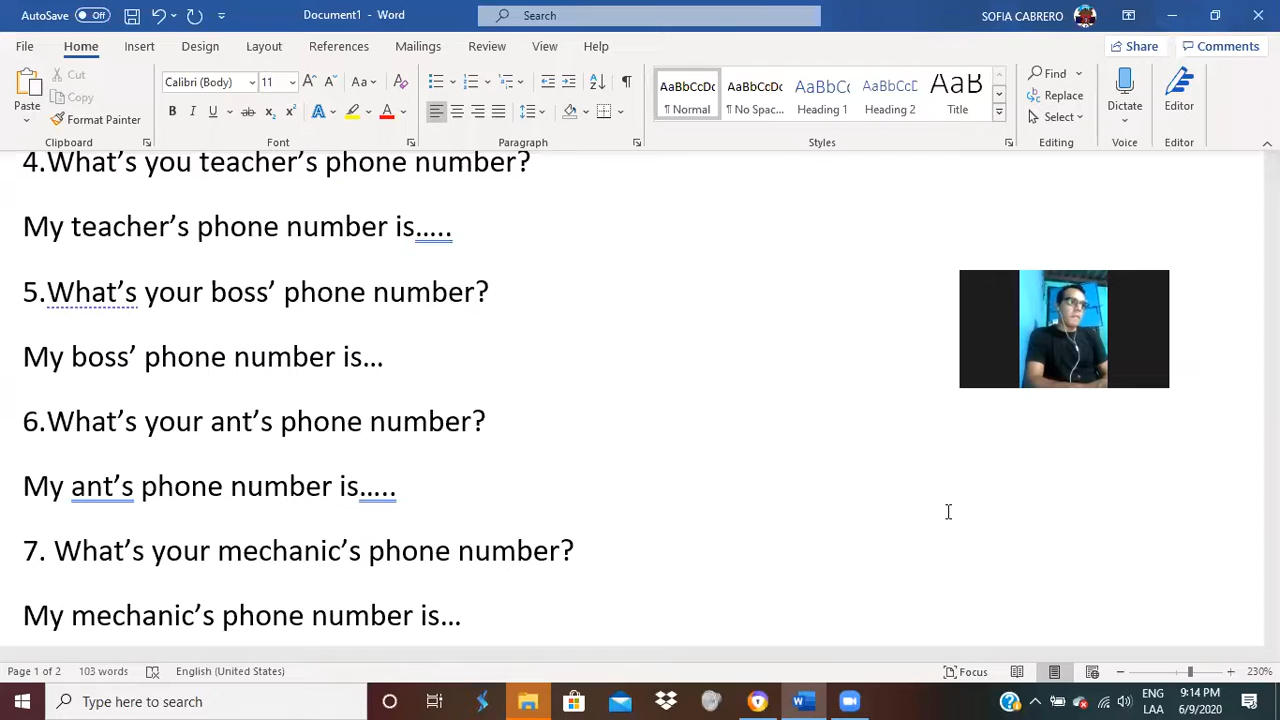 AutoSave Off Document1 - Word Search SOFIA CABRERO
File Home Insert Design Layout References Mailings Review View Help Share Comments
Paste Cut Copy Format Painter
Calibri (Body) 11
AaBbCcDc AaBbCcDc AaBbCc AaBbCcD AaB
¶ Normal ¶ No Spac... Heading 1 Heading 2 Title
Find Replace Select Dictate Editor
Clipboard Font Paragraph Styles Editing Voice Editor
4.What’s you teacher’s phone number?
My teacher’s phone number is…..
5.What’s your boss’ phone number?
My boss’ phone number is…
6.What’s your ant’s phone number?
My ant’s phone number is…..
7. What’s your mechanic’s phone number?
My mechanic’s phone number is…
Page 1 of 2 103 words English (United States) Focus 230%
Type here to search ENG 9:14 PM
LAA 6/9/2020